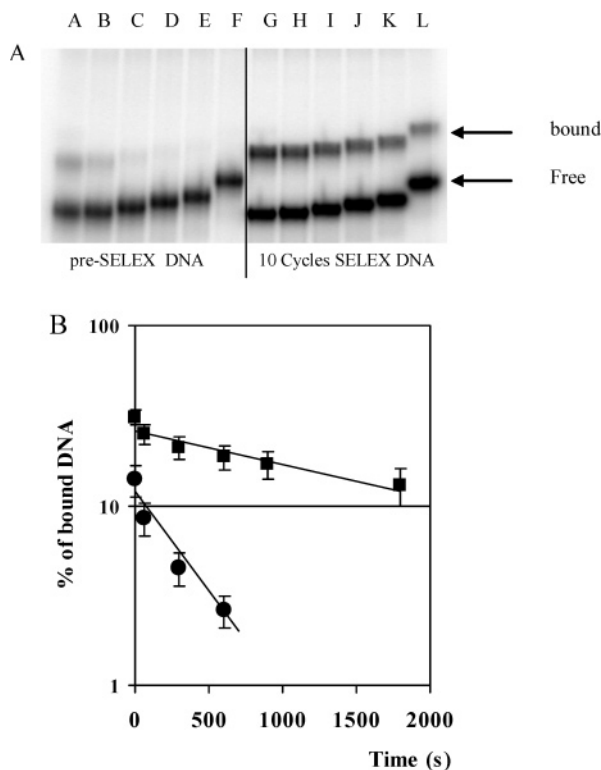 A B C D E F G H I J K L
A
bound
Free
pre-SELEX DNA 10 Cycles SELEX DNA
B
100
10
1
% of bound DNA
0 500 1000 1500 2000
Time (s)